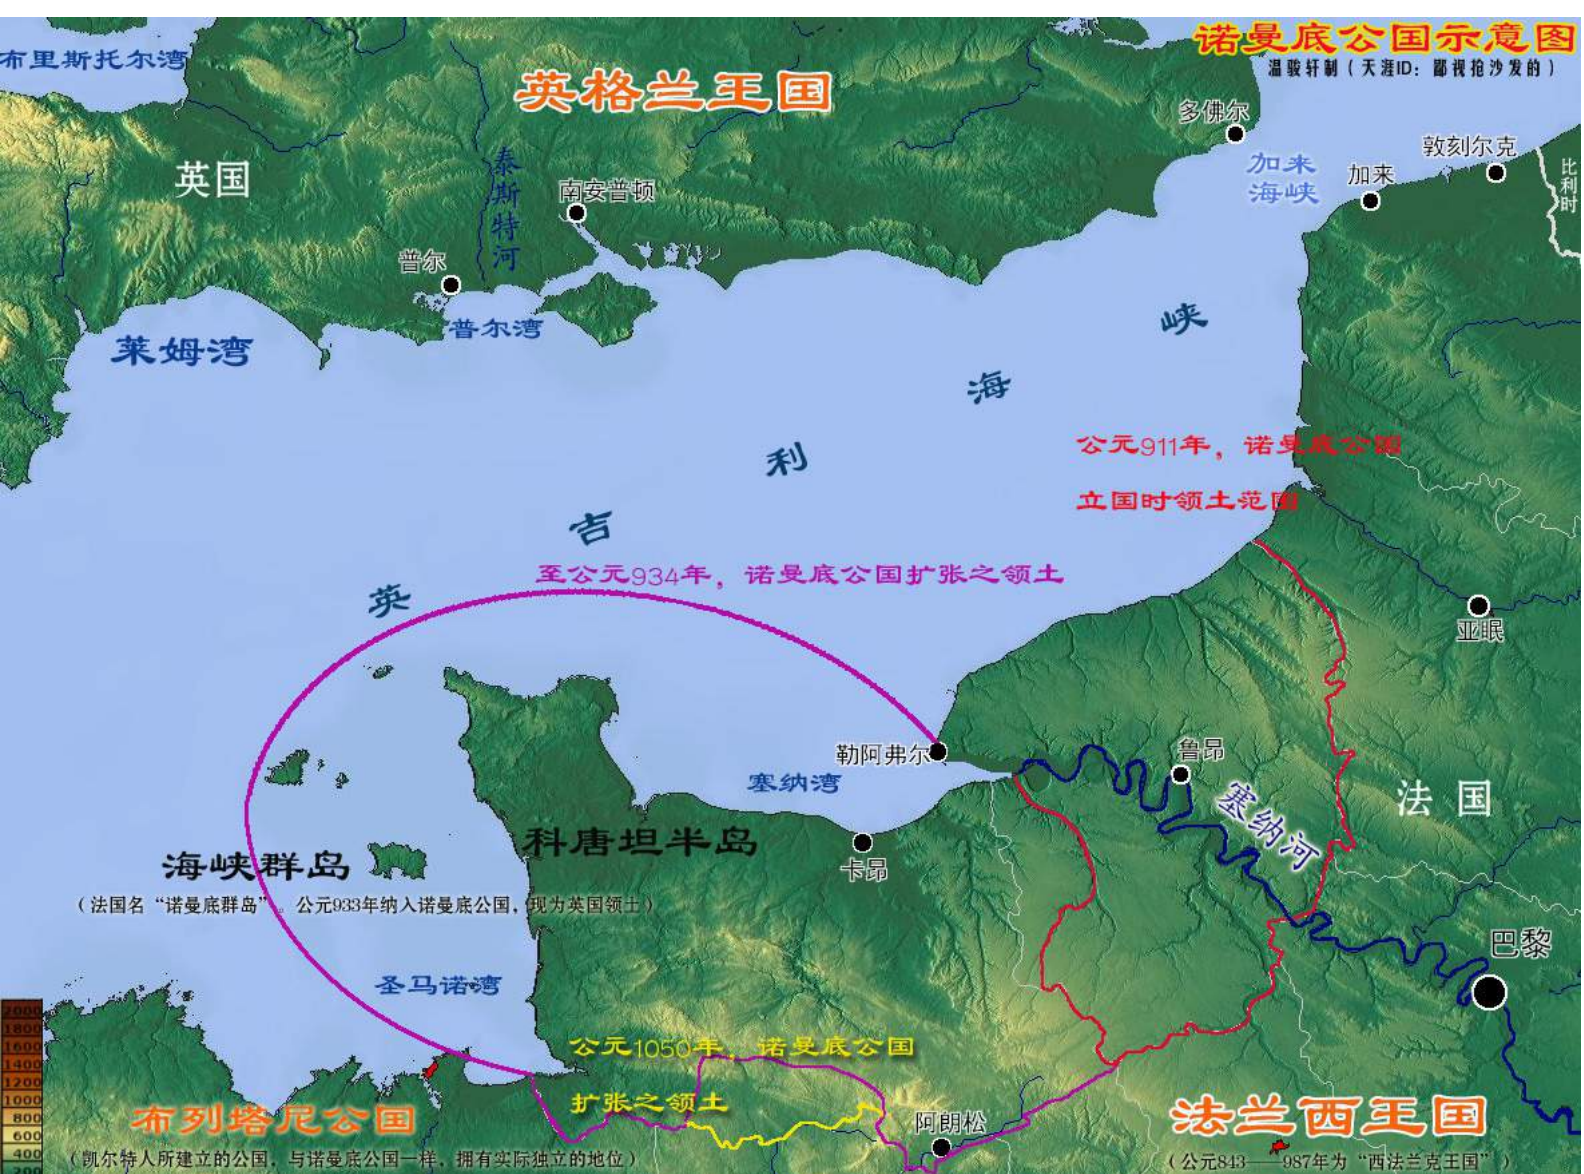 诺曼底公国示意图
温骏轩制（天涯ID：鄙视抢沙发的）
布里斯托尔湾
英格兰王国
多佛尔
敦刻尔克
加来
海峡
加来
比利时
英国
泰斯特河
南安普顿
普尔
普尔湾
莱姆湾
英吉利海峡
公元911年，诺曼底公国
立国时领土范围
至公元934年，诺曼底公国扩张之领土
亚眠
勒阿弗尔
鲁昂
塞纳湾
塞纳河
法国
科唐坦半岛
卡昂
海峡群岛
（法国名“诺曼底群岛”。公元933年纳入诺曼底公国，现为英国领土）
巴黎
圣马诺湾
2000
1800
1600
1400
1200
1000
800
600
400
200
公元1050年，诺曼底公国
扩张之领土
布列塔尼公国
（凯尔特人所建立的公国，与诺曼底公国一样，拥有实际独立的地位）
阿朗松
法兰西王国
（公元843——987年为“西法兰克王国”）